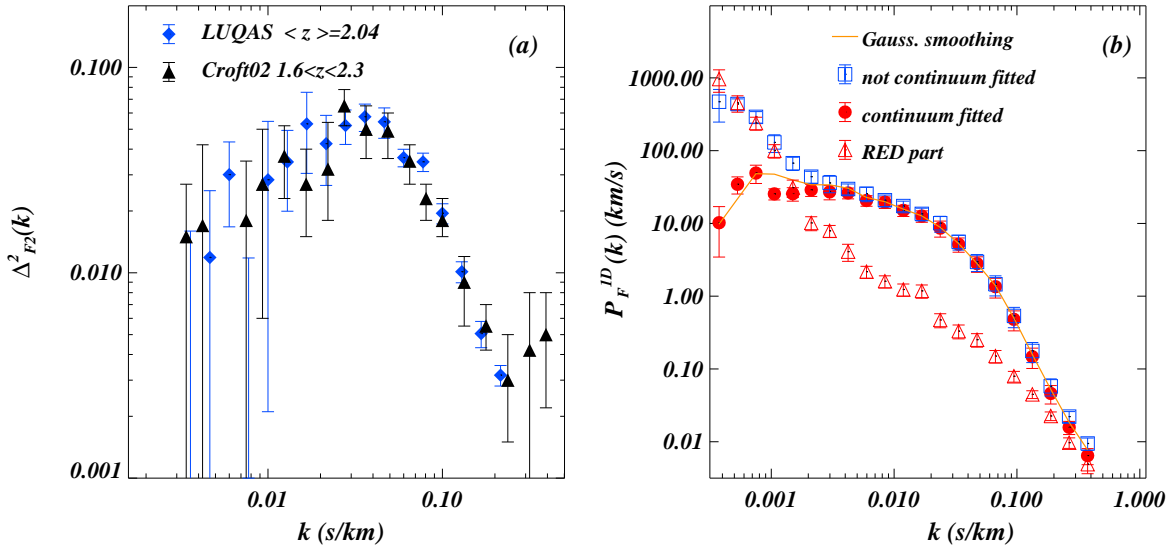 (a)
LUQAS <z>=2.04
Croft02 1.6<z<2.3
0.100
0.010
0.001
Δ²F2(k)
0.01
0.10
k (s/km)
(b)
Gauss. smoothing
not continuum fitted
continuum fitted
RED part
1000.00
100.00
10.00
1.00
0.10
0.01
P_F^1D(k) (km/s)
0.001
0.010
0.100
1.000
k (s/km)